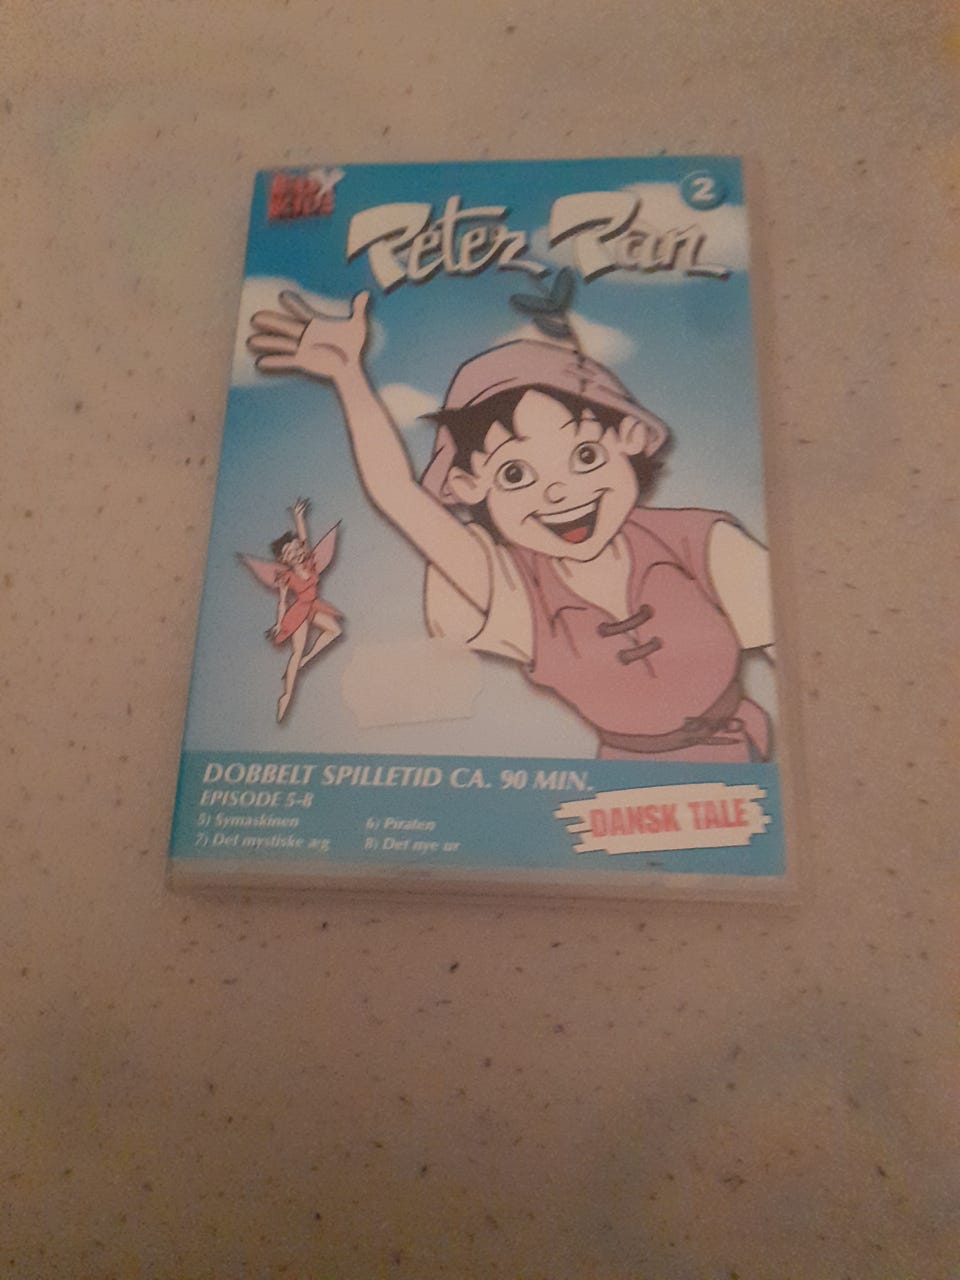 Peter Pan
2
DOBBELT SPILLETID CA. 90 MIN.
EPISODE 5-8
5) Symaskinen 6) Piraten
7) Det mystiske æg 8) Det nye ur
DANSK TALE